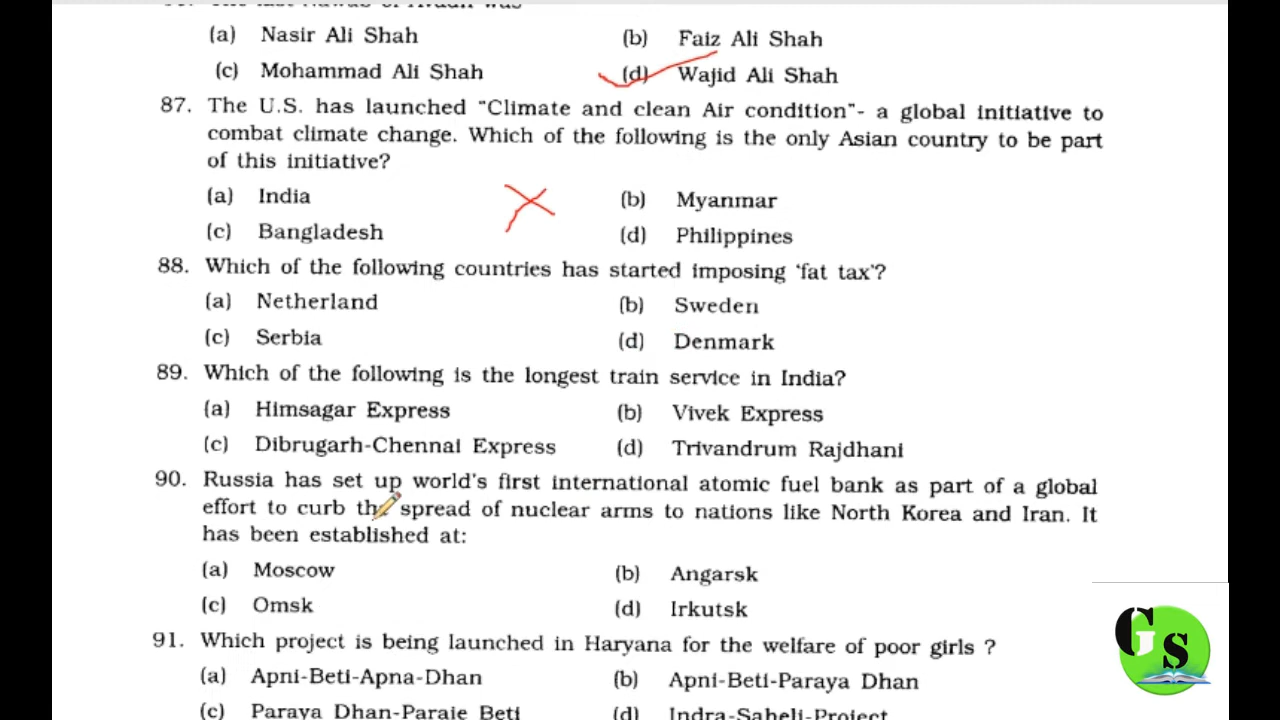 (a) Nasir Ali Shah (b) Faiz Ali Shah
(c) Mohammad Ali Shah (d) Wajid Ali Shah
87. The U.S. has launched "Climate and clean Air condition"- a global initiative to
combat climate change. Which of the following is the only Asian country to be part
of this initiative?
(a) India (b) Myanmar
(c) Bangladesh (d) Philippines
88. Which of the following countries has started imposing 'fat tax'?
(a) Netherland (b) Sweden
(c) Serbia (d) Denmark
89. Which of the following is the longest train service in India?
(a) Himsagar Express (b) Vivek Express
(c) Dibrugarh-Chennai Express (d) Trivandrum Rajdhani
90. Russia has set up world's first international atomic fuel bank as part of a global
effort to curb the spread of nuclear arms to nations like North Korea and Iran. It
has been established at:
(a) Moscow (b) Angarsk
(c) Omsk (d) Irkutsk
91. Which project is being launched in Haryana for the welfare of poor girls ?
(a) Apni-Beti-Apna-Dhan (b) Apni-Beti-Paraya Dhan
(c) Paraya Dhan-Paraie Beti (d) Indra-Saheli-Project
GS